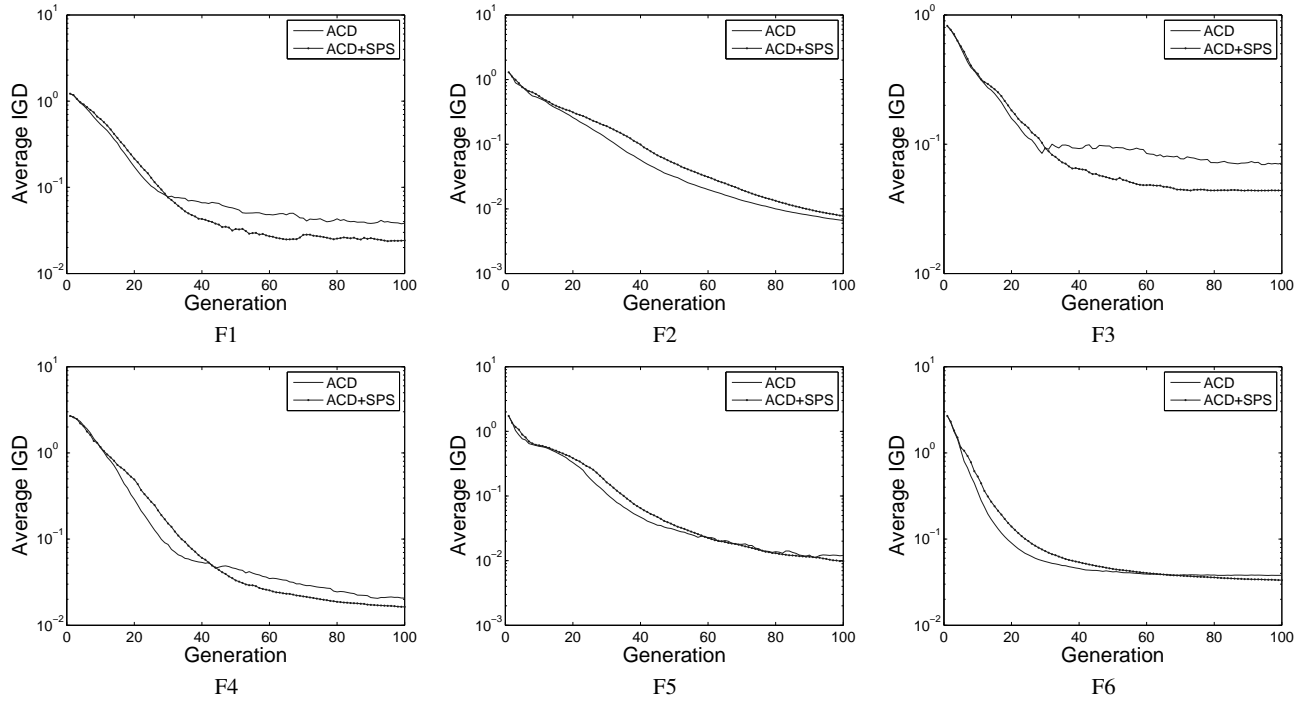 10^1
10^0
10^-1
10^-2
Average IGD
0 20 40 60 80 100
Generation
ACD
ACD+SPS
F1
10^1
10^0
10^-1
10^-2
10^-3
Average IGD
0 20 40 60 80 100
Generation
ACD
ACD+SPS
F2
10^0
10^-1
10^-2
Average IGD
0 20 40 60 80 100
Generation
ACD
ACD+SPS
F3
10^1
10^0
10^-1
10^-2
Average IGD
0 20 40 60 80 100
Generation
ACD
ACD+SPS
F4
10^1
10^0
10^-1
10^-2
10^-3
Average IGD
0 20 40 60 80 100
Generation
ACD
ACD+SPS
F5
10^1
10^0
10^-1
10^-2
Average IGD
0 20 40 60 80 100
Generation
ACD
ACD+SPS
F6